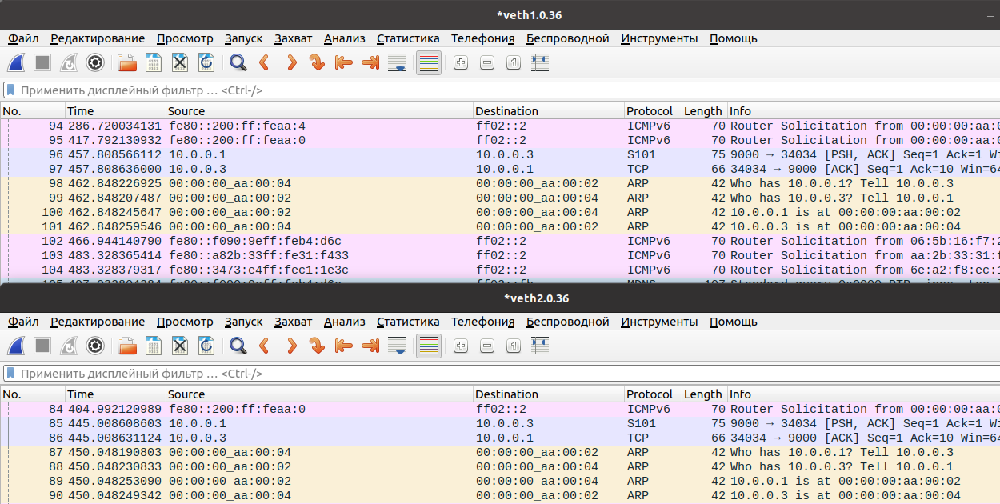 *veth1.0.36
Файл Редактирование Просмотр Запуск Захват Анализ Статистика Телефония Беспроводной Инструменты Помощь
Применить дисплейный фильтр … <Ctrl-/>
No. Time Source Destination Protocol Length Info
94 286.720034131 fe80::200:ff:feaa:4 ff02::2 ICMPv6 70 Router Solicitation from 00:00:00:aa:0
95 417.792130932 fe80::200:ff:feaa:0 ff02::2 ICMPv6 70 Router Solicitation from 00:00:00:aa:0
96 457.808566112 10.0.0.1 10.0.0.3 S101 75 9000 → 34034 [PSH, ACK] Seq=1 Ack=1 Wi
97 457.808636000 10.0.0.3 10.0.0.1 TCP 66 34034 → 9000 [ACK] Seq=1 Ack=10 Win=64
98 462.848226925 00:00:00_aa:00:04 00:00:00_aa:00:02 ARP 42 Who has 10.0.0.1? Tell 10.0.0.3
99 462.848207487 00:00:00_aa:00:02 00:00:00_aa:00:04 ARP 42 Who has 10.0.0.3? Tell 10.0.0.1
100 462.848245647 00:00:00_aa:00:02 00:00:00_aa:00:04 ARP 42 10.0.0.1 is at 00:00:00:aa:00:02
101 462.848259546 00:00:00_aa:00:04 00:00:00_aa:00:02 ARP 42 10.0.0.3 is at 00:00:00:aa:00:04
102 466.944140790 fe80::f090:9eff:feb4:d6c ff02::2 ICMPv6 70 Router Solicitation from 06:5b:16:f7:2
103 483.328365414 fe80::a82b:33ff:fe31:f433 ff02::2 ICMPv6 70 Router Solicitation from aa:2b:33:31:f
104 483.328379317 fe80::3473:e4ff:fec1:1e3c ff02::2 ICMPv6 70 Router Solicitation from 6e:a2:f8:ec:1
*veth2.0.36
Файл Редактирование Просмотр Запуск Захват Анализ Статистика Телефония Беспроводной Инструменты Помощь
Применить дисплейный фильтр … <Ctrl-/>
No. Time Source Destination Protocol Length Info
84 404.992120989 fe80::200:ff:feaa:0 ff02::2 ICMPv6 70 Router Solicitation from 00:00:00:aa:0
85 445.008608603 10.0.0.1 10.0.0.3 S101 75 9000 → 34034 [PSH, ACK] Seq=1 Ack=1 Wi
86 445.008631124 10.0.0.3 10.0.0.1 TCP 66 34034 → 9000 [ACK] Seq=1 Ack=10 Win=64
87 450.048190803 00:00:00_aa:00:04 00:00:00_aa:00:02 ARP 42 Who has 10.0.0.1? Tell 10.0.0.3
88 450.048230833 00:00:00_aa:00:02 00:00:00_aa:00:04 ARP 42 Who has 10.0.0.3? Tell 10.0.0.1
89 450.048253090 00:00:00_aa:00:02 00:00:00_aa:00:04 ARP 42 10.0.0.1 is at 00:00:00:aa:00:02
90 450.048249342 00:00:00_aa:00:04 00:00:00_aa:00:02 ARP 42 10.0.0.3 is at 00:00:00:aa:00:04